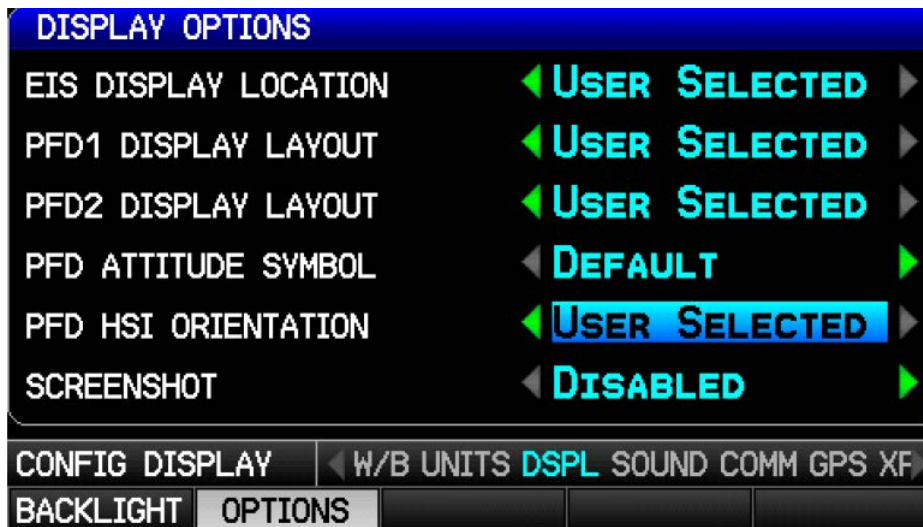 DISPLAY OPTIONS
EIS DISPLAY LOCATION USER SELECTED
PFD1 DISPLAY LAYOUT USER SELECTED
PFD2 DISPLAY LAYOUT USER SELECTED
PFD ATTITUDE SYMBOL DEFAULT
PFD HSI ORIENTATION USER SELECTED
SCREENSHOT DISABLED
CONFIG DISPLAY W/B UNITS DSPL SOUND COMM GPS
BACKLIGHT OPTIONS